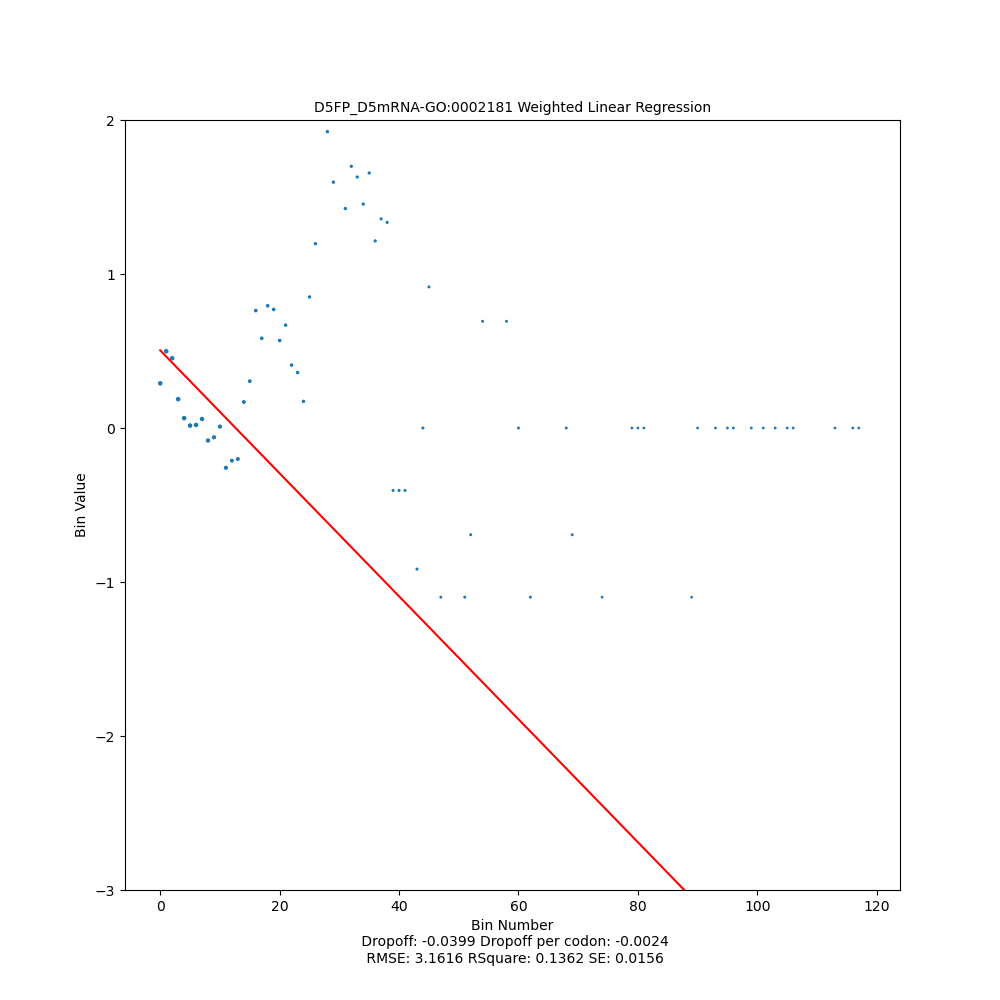 D5FP_D5mRNA-GO:0002181 Weighted Linear Regression
2
1
0
−1
−2
−3
Bin Value
0 20 40 60 80 100 120
Bin Number
Dropoff: -0.0399 Dropoff per codon: -0.0024
RMSE: 3.1616 RSquare: 0.1362 SE: 0.0156